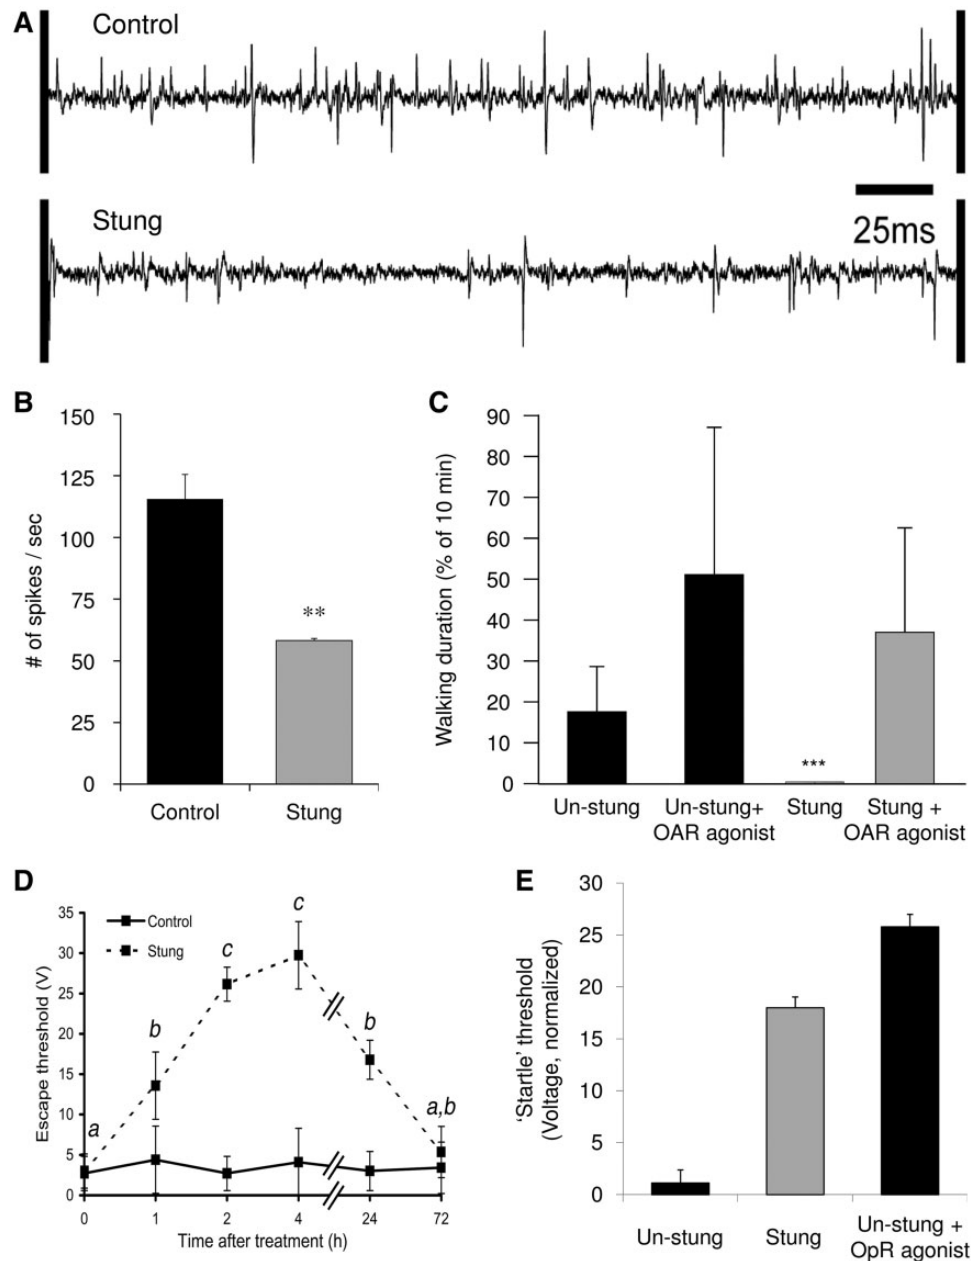 A
Control
Stung
25ms
B
# of spikes / sec
150
125
100
75
50
25
0
**
Control
Stung
C
Walking duration (% of 10 min)
90
80
70
60
50
40
30
20
10
0
***
Un-stung
Un-stung+
OAR agonist
Stung
Stung +
OAR agonist
D
Escape threshold (V)
35
30
25
20
15
10
5
0
Control
Stung
a
b
c
c
b
a,b
0
1
2
4
24
72
Time after treatment (h)
E
'Startle' threshold
(Voltage, normalized)
30
25
20
15
10
5
0
Un-stung
Stung
Un-stung +
OpR agonist